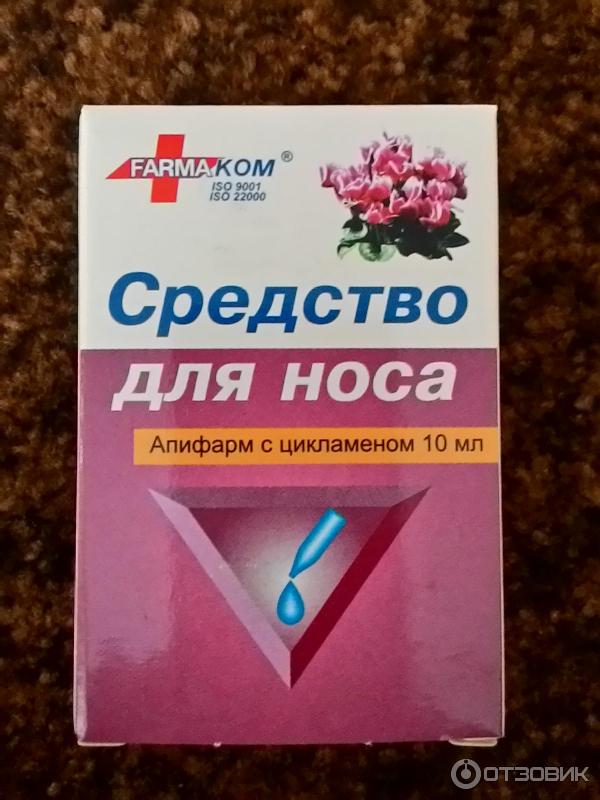 FARMAKOM ®
ISO 9001
ISO 22000
Средство
для носа
Апифарм с цикламеном 10 мл
ОТЗОВИК